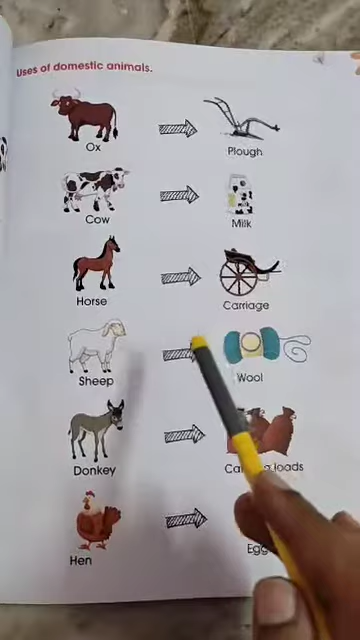 Uses of domestic animals.
Ox
Plough
Cow
Milk
Horse
Carriage
Sheep
Wool
Donkey
loads
Hen